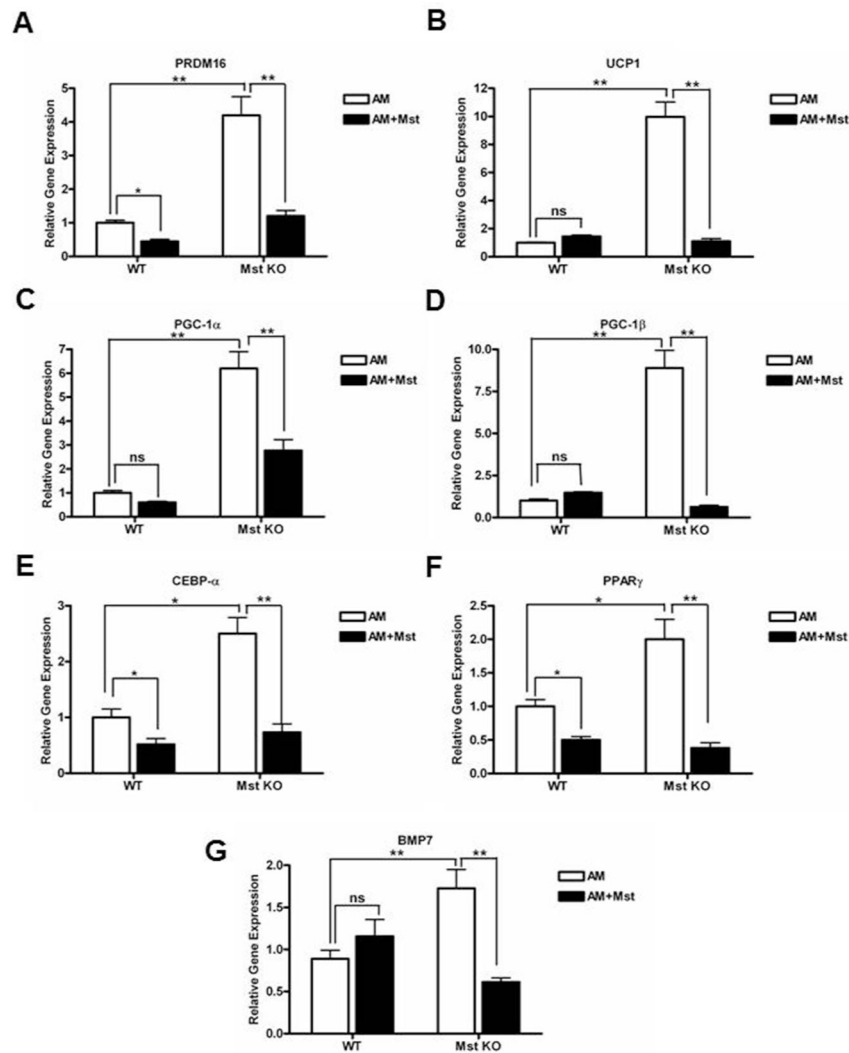 A
PRDM16
Relative Gene Expression
5
4
3
2
1
0
**
**
*
WT
Mst KO
AM
AM+Mst
B
UCP1
Relative Gene Expression
12
10
8
6
4
2
0
**
**
ns
WT
Mst KO
AM
AM+Mst
C
PGC-1α
Relative Gene Expression
7
6
5
4
3
2
1
0
**
**
ns
WT
Mst KO
AM
AM+Mst
D
PGC-1β
Relative Gene Expression
10.0
7.5
5.0
2.5
0.0
**
**
ns
WT
Mst KO
AM
AM+Mst
E
CEBP-α
Relative Gene Expression
3
2
1
0
*
**
*
WT
Mst KO
AM
AM+Mst
F
PPARγ
Relative Gene Expression
2.5
2.0
1.5
1.0
0.5
0.0
*
**
*
WT
Mst KO
AM
AM+Mst
G
BMP7
Relative Gene Expression
2.0
1.5
1.0
0.5
0.0
**
**
ns
WT
Mst KO
AM
AM+Mst